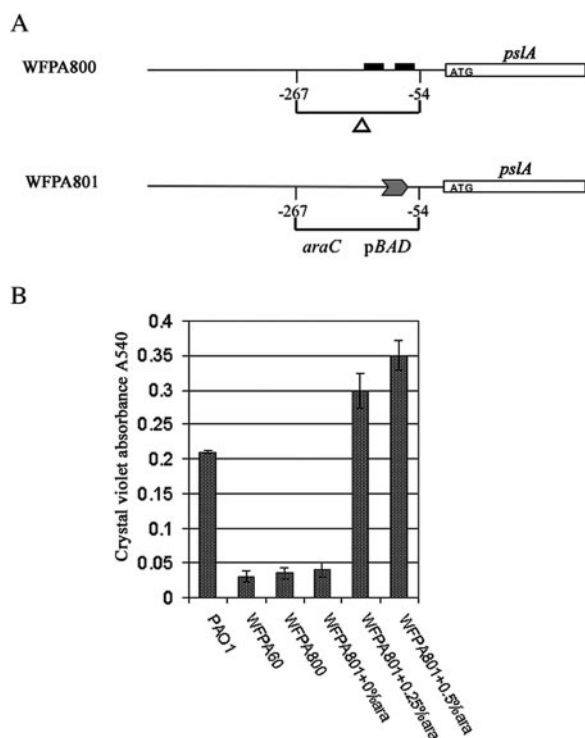 A
WFPA800
pslA
ATG
-267
-54
Δ
WFPA801
pslA
ATG
-267
-54
araC pBAD
B
Crystal violet absorbance A540
0.4
0.35
0.3
0.25
0.2
0.15
0.1
0.05
0
PAO1
WFPA60
WFPA800
WFPA801+0%ara
WFPA801+0.25%ara
WFPA801+0.5%ara